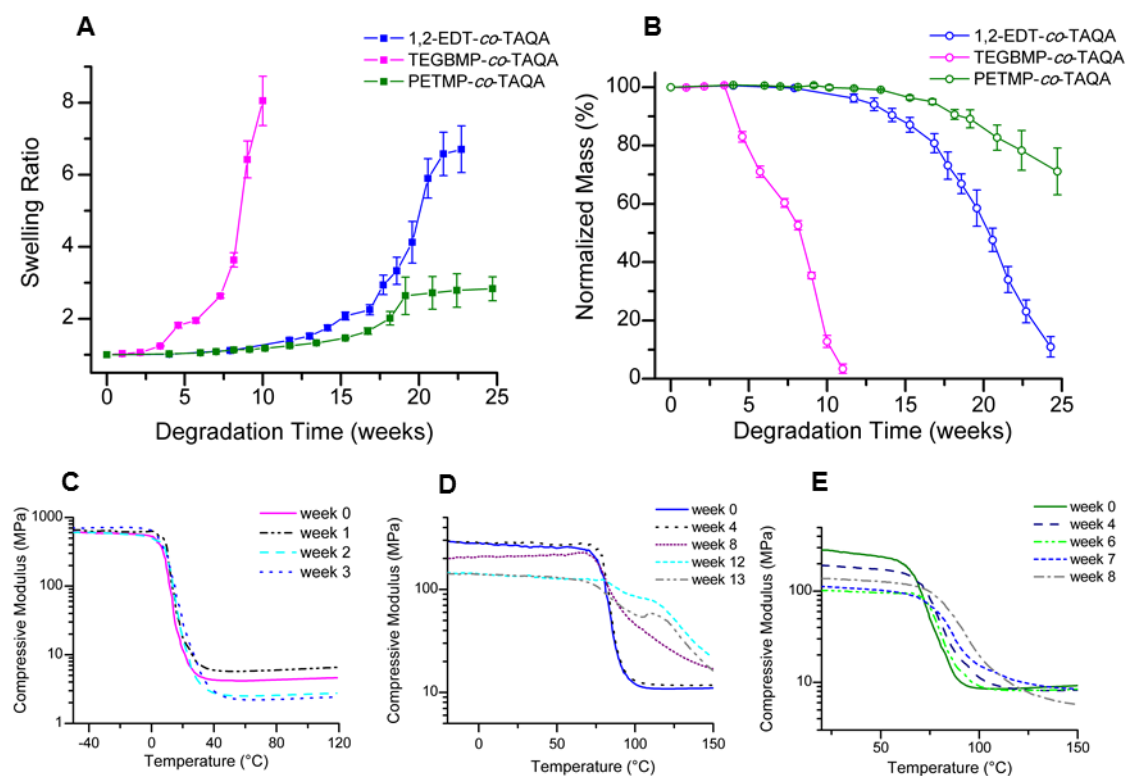 A
1,2-EDT-co-TAQA
TEGBMP-co-TAQA
PETMP-co-TAQA
8
6
4
2
Swelling Ratio
0 5 10 15 20 25
Degradation Time (weeks)
B
1,2-EDT-co-TAQA
TEGBMP-co-TAQA
PETMP-co-TAQA
100
80
60
40
20
0
Normalized Mass (%)
0 5 10 15 20 25
Degradation Time (weeks)
C
week 0
week 1
week 2
week 3
1000
100
10
1
Compressive Modulus (MPa)
-40 0 40 80 120
Temperature (°C)
D
week 0
week 4
week 8
week 12
week 13
100
10
Compressive Modulus (MPa)
0 50 100 150
Temperature (°C)
E
week 0
week 4
week 6
week 7
week 8
100
10
Compressive Modulus (MPa)
50 100 150
Temperature (°C)